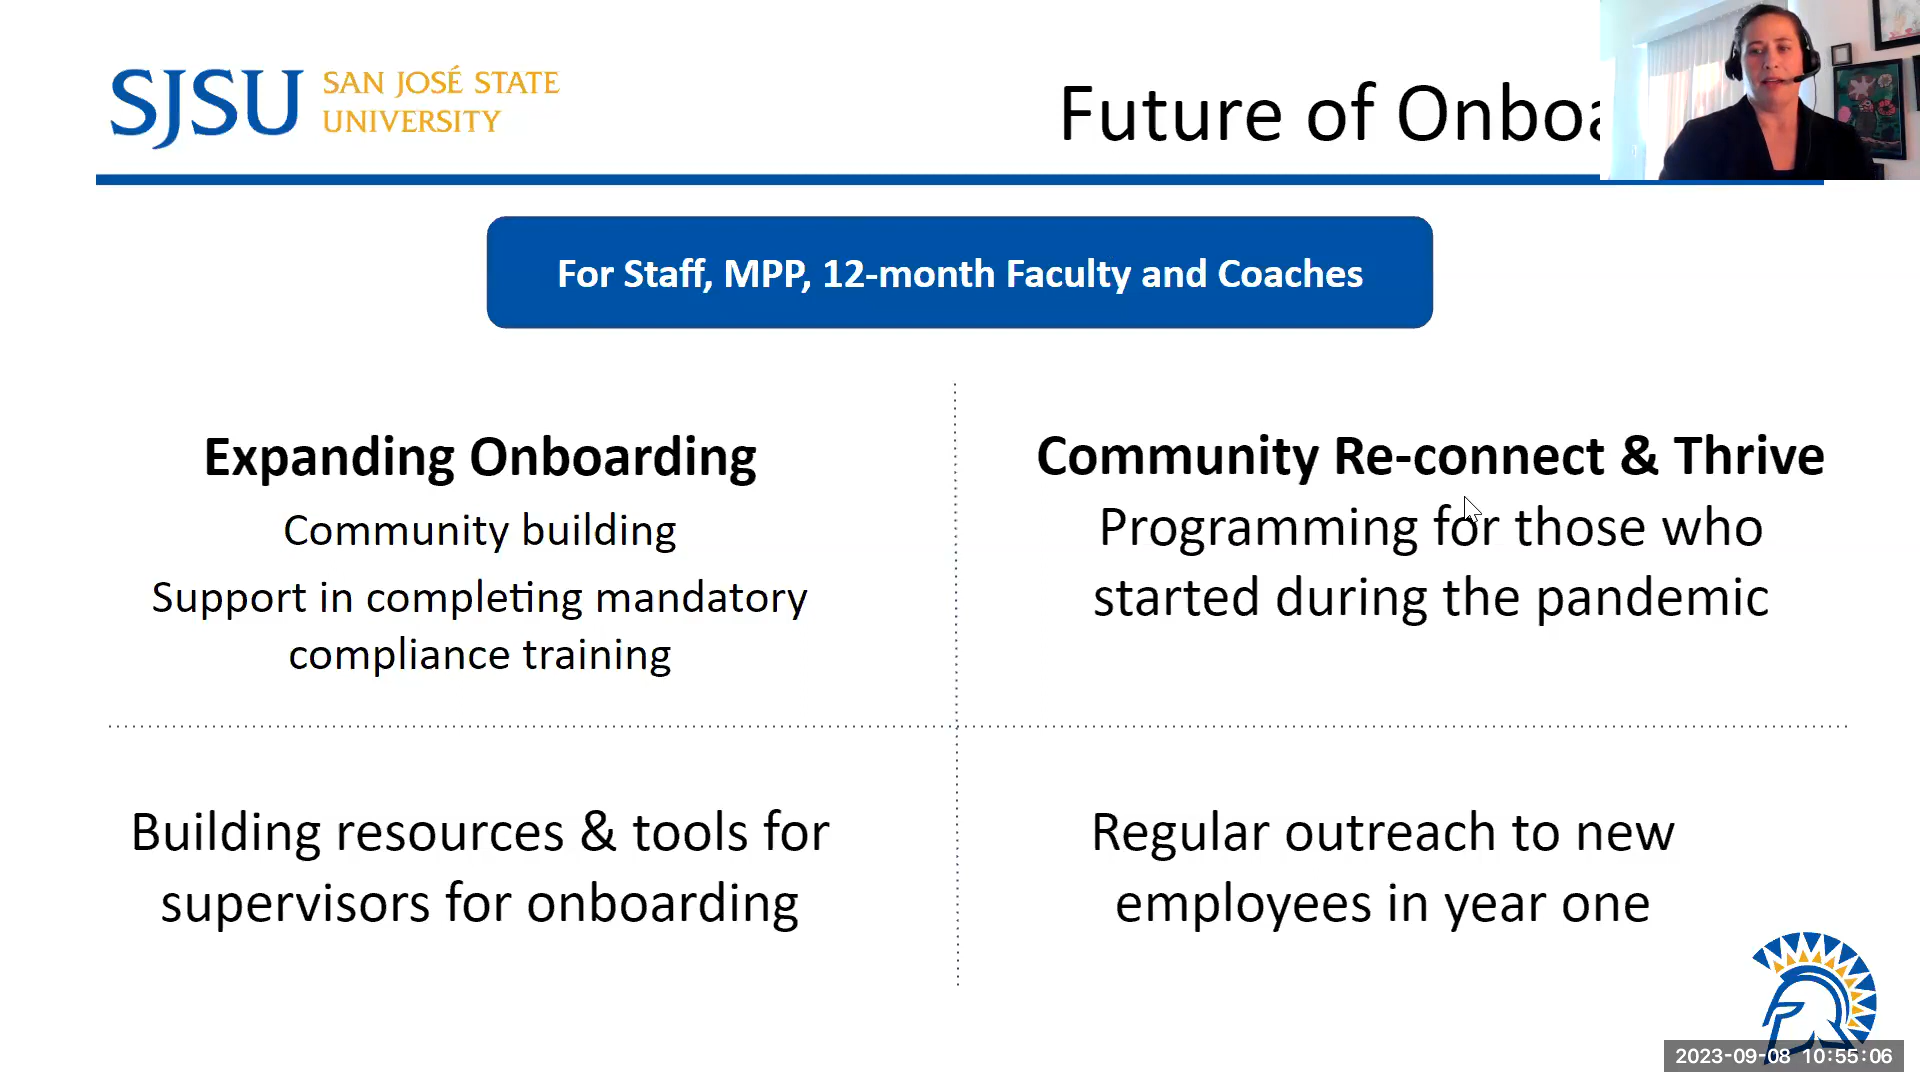 SJSU SAN JOSÉ STATE
UNIVERSITY
Future of
For Staff, MPP, 12-month Faculty and Coaches
Expanding Onboarding
Community building
Support in completing mandatory
compliance training
Community Re-connect & Thrive
Programming for those who
started during the pandemic
Building resources & tools for
supervisors for onboarding
Regular outreach to new
employees in year one
2023-09-08 10:55:06